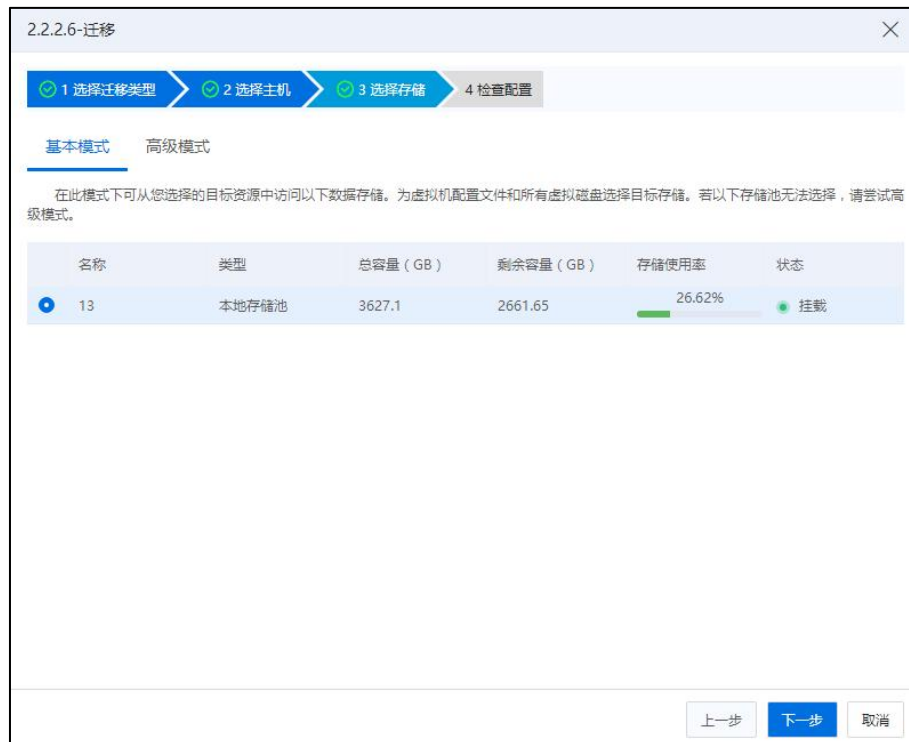 2.2.2.6-迁移
1 选择迁移类型 2 选择主机 3 选择存储 4 检查配置
基本模式 高级模式
在此模式下可从您选择的目标资源中访问以下数据存储。为虚拟机配置文件和所有虚拟磁盘选择目标存储。若以下存储池无法选择，请尝试高
级模式。
名称 类型 总容量（GB） 剩余容量（GB） 存储使用率 状态
13 本地存储池 3627.1 2661.65 26.62% 挂载
上一步 下一步 取消